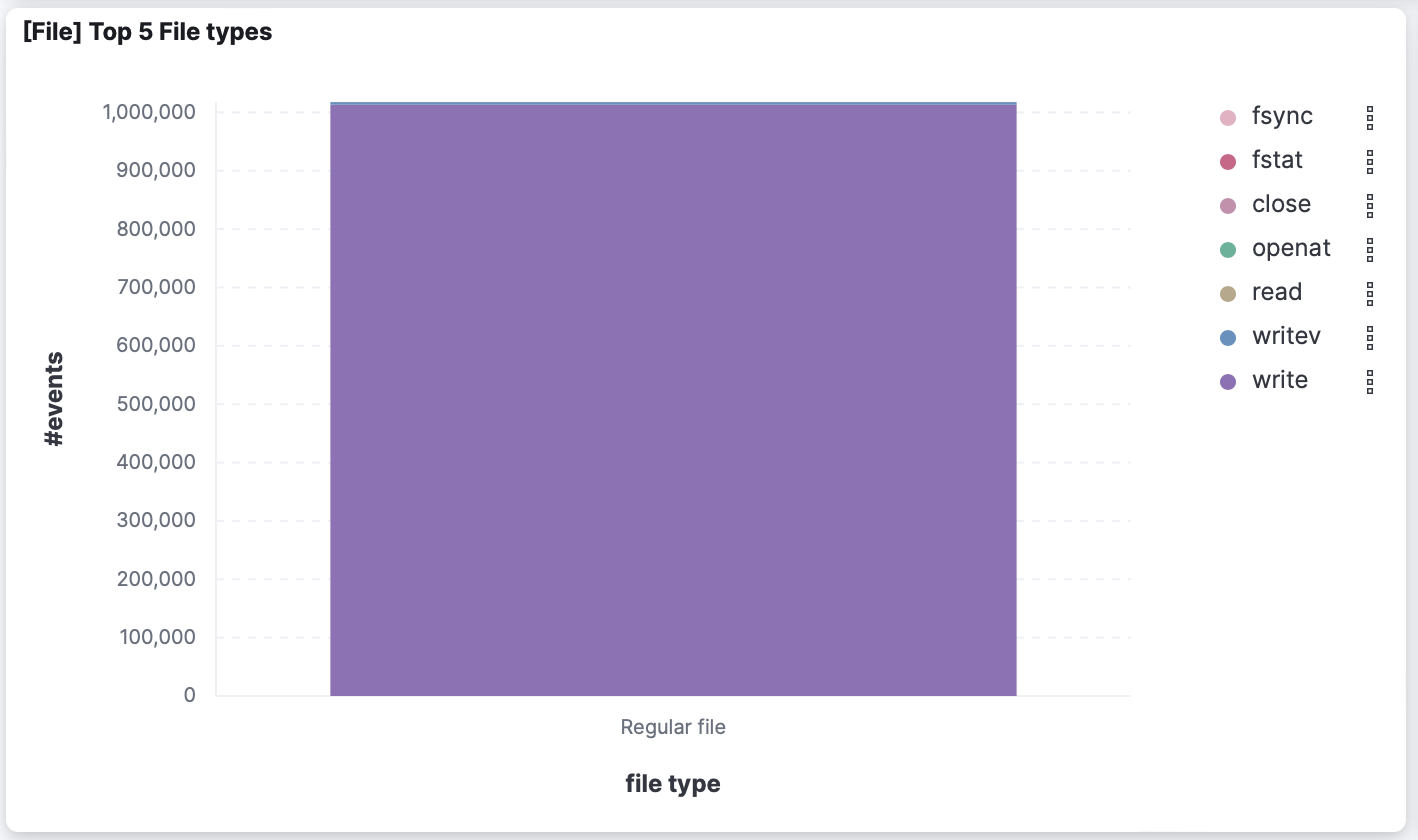 [File] Top 5 File types
1,000,000
900,000
800,000
700,000
600,000
500,000
400,000
300,000
200,000
100,000
0
#events
Regular file
file type
fsync
fstat
close
openat
read
writev
write